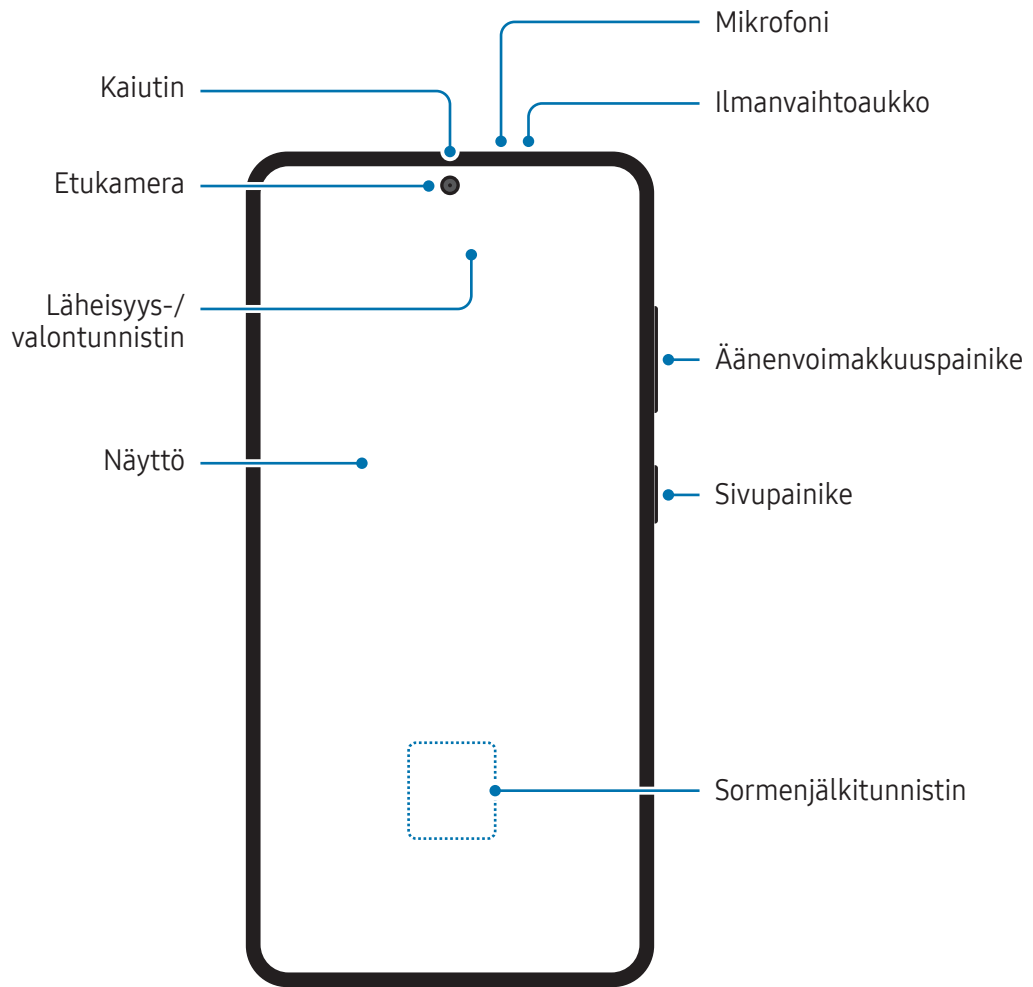 Mikrofoni
Kaiutin
Ilmanvaihtoaukko
Etukamera
Läheisyys-/
valontunnistin
Äänenvoimakkuuspainike
Näyttö
Sivupainike
Sormenjälkitunnistin